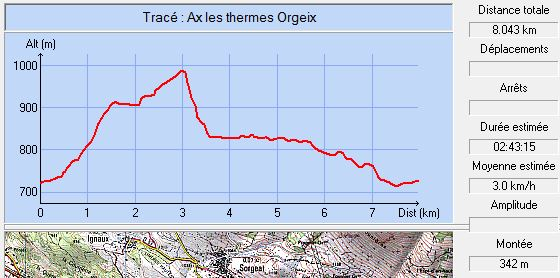 Tracé : Ax les thermes Orgeix
Alt (m)
1000
900
800
700
0 1 2 3 4 5 6 7 Dist (km)
Distance totale
8.043 km
Déplacements
Arrêts
Durée estimée
02:43:15
Moyenne estimée
3.0 km/h
Amplitude
Montée
342 m
Ignaux
Sorgeat